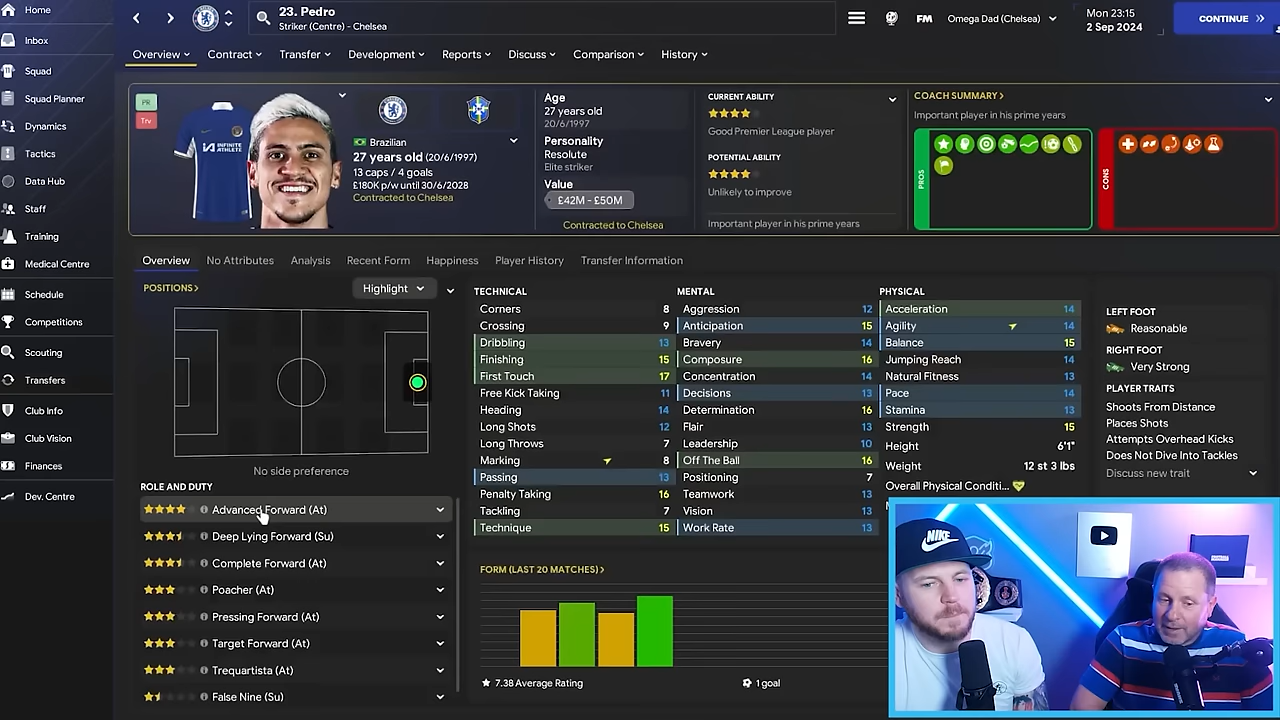 Home
Inbox
Squad
Squad Planner
Dynamics
Tactics
Data Hub
Staff
Training
Medical Centre
Schedule
Competitions
Scouting
Transfers
Club Info
Club Vision
Finances
Dev. Centre
23. Pedro
Striker (Centre) - Chelsea
FM
Omega Dad (Chelsea)
Mon 23:15
2 Sep 2024
CONTINUE
Overview
Contract
Transfer
Development
Reports
Discuss
Comparison
History
PR
Trv
INFINITE
ATHLETE
Brazilian
27 years old (20/6/1997)
13 caps / 4 goals
£180K p/w until 30/6/2028
Contracted to Chelsea
Age
27 years old
20/6/1997
Personality
Resolute
Elite striker
Value
£42M - £50M
Contracted to Chelsea
CURRENT ABILITY
Good Premier League player
POTENTIAL ABILITY
Unlikely to improve
Important player in his prime years
COACH SUMMARY >
Important player in his prime years
PROS
CONS
Overview
No Attributes
Analysis
Recent Form
Happiness
Player History
Transfer Information
POSITIONS >
Highlight
No side preference
ROLE AND DUTY
Advanced Forward (At)
Deep Lying Forward (Su)
Complete Forward (At)
Poacher (At)
Pressing Forward (At)
Target Forward (At)
Trequartista (At)
False Nine (Su)
TECHNICAL
Corners 8
Crossing 9
Dribbling 13
Finishing 15
First Touch 17
Free Kick Taking 11
Heading 14
Long Shots 12
Long Throws 7
Marking 8
Passing 13
Penalty Taking 16
Tackling 7
Technique 15
MENTAL
Aggression 12
Anticipation 15
Bravery 14
Composure 16
Concentration 14
Decisions 13
Determination 16
Flair 13
Leadership 10
Off The Ball 16
Positioning 7
Teamwork 13
Vision 13
Work Rate 13
PHYSICAL
Acceleration 14
Agility 14
Balance 15
Jumping Reach 14
Natural Fitness 13
Pace 14
Stamina 13
Strength 15
Height 6'1"
Weight 12 st 3 lbs
Overall Physical Conditi...
LEFT FOOT
Reasonable
RIGHT FOOT
Very Strong
PLAYER TRAITS
Shoots From Distance
Places Shots
Attempts Overhead Kicks
Does Not Dive Into Tackles
Discuss new trait
FORM (LAST 20 MATCHES) >
7.38 Average Rating
1 goal
NIKE